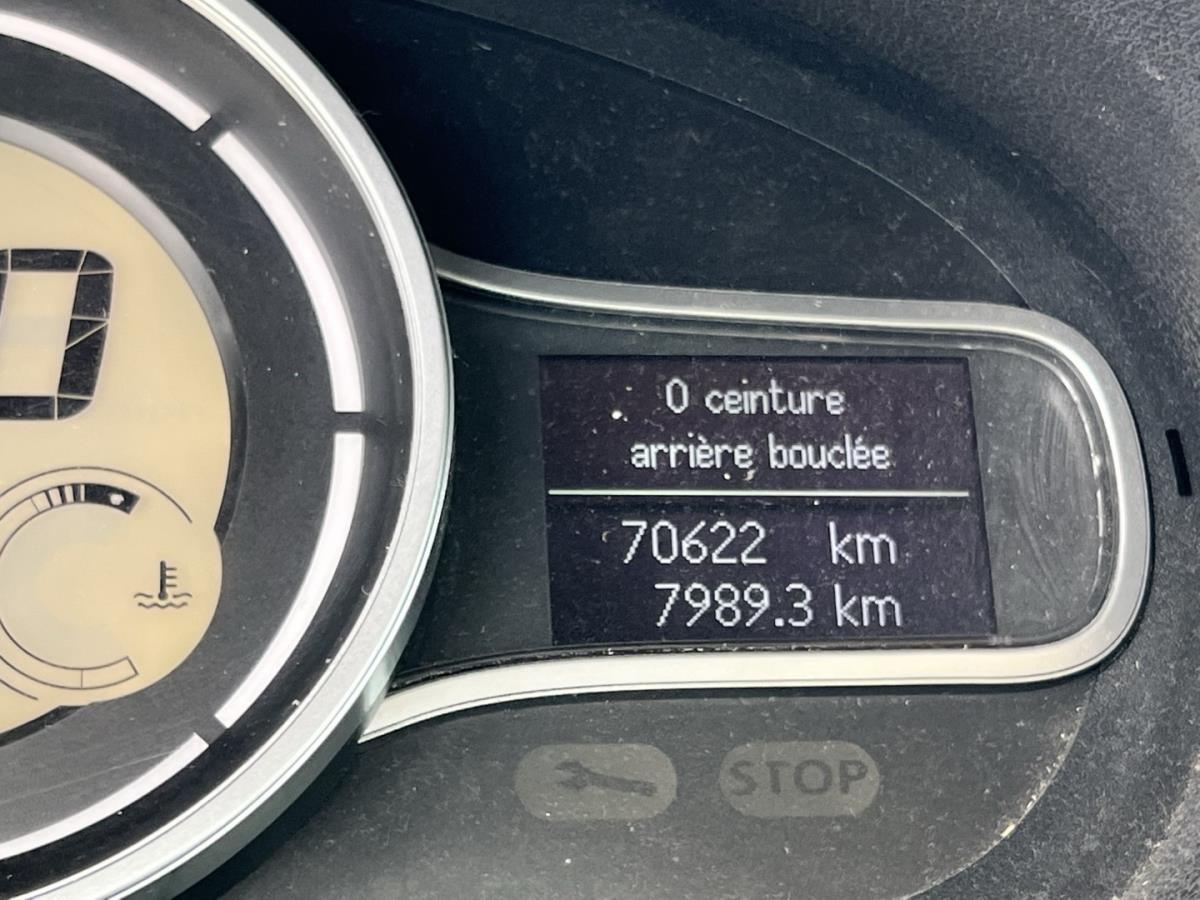 0 ceinture
arrière bouclée
70622 km
7989.3 km
STOP